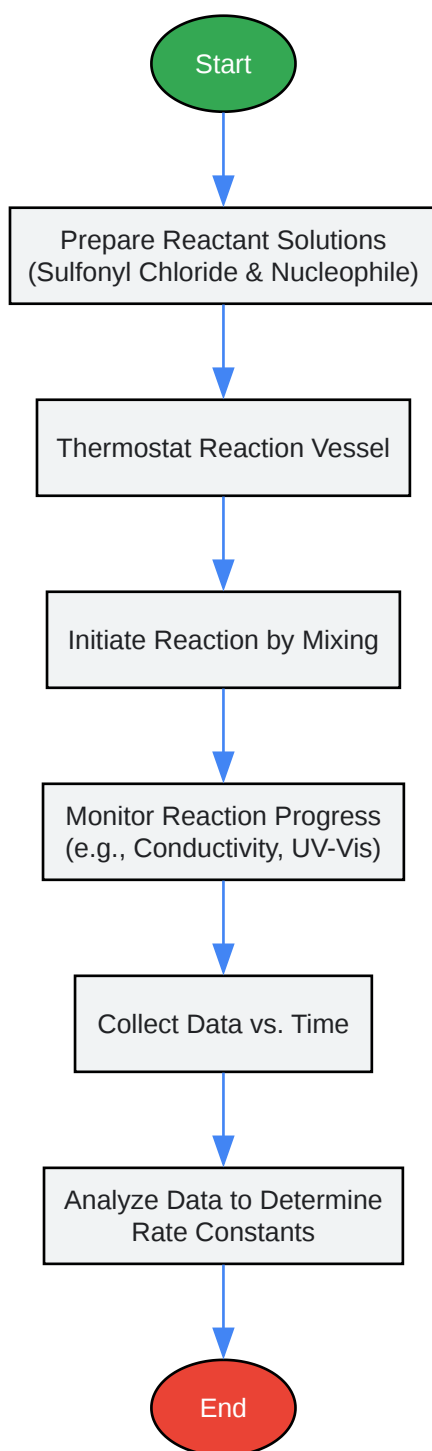 Start
Prepare Reactant Solutions
(Sulfonyl Chloride & Nucleophile)
Thermostat Reaction Vessel
Initiate Reaction by Mixing
Monitor Reaction Progress
(e.g., Conductivity, UV-Vis)
Collect Data vs. Time
Analyze Data to Determine
Rate Constants
End